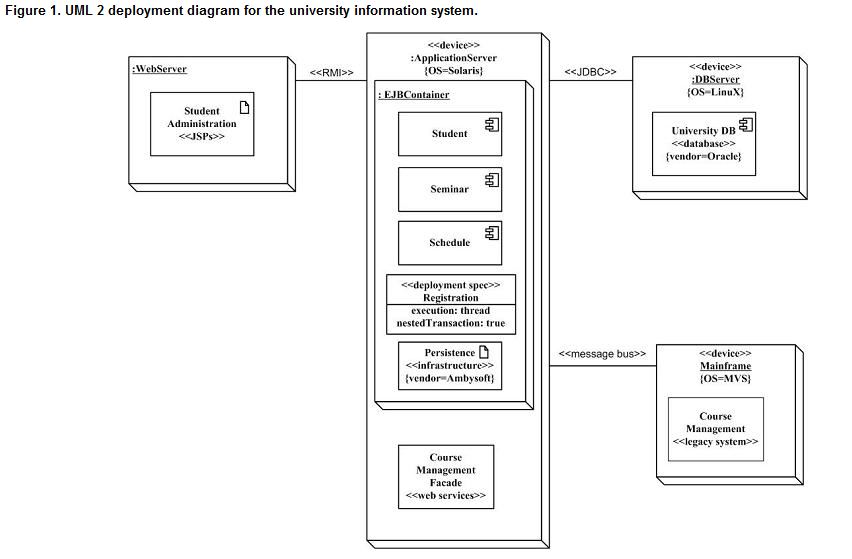 Figure 1. UML 2 deployment diagram for the university information system.
:WebServer
Student
Administration
<<JSPs>>
<<RMI>>
<<device>>
:ApplicationServer
{OS=Solaris}
: EJBContainer
Student
Seminar
Schedule
<<deployment spec>>
Registration
execution: thread
nestedTransaction: true
Persistence
<<infrastructure>>
{vendor=Ambysoft}
Course
Management
Facade
<<web services>>
<<JDBC>>
<<device>>
:DBServer
{OS=LinuX}
University DB
<<database>>
{vendor=Oracle}
<<message bus>>
<<device>>
Mainframe
{OS=MVS}
Course
Management
<<legacy system>>